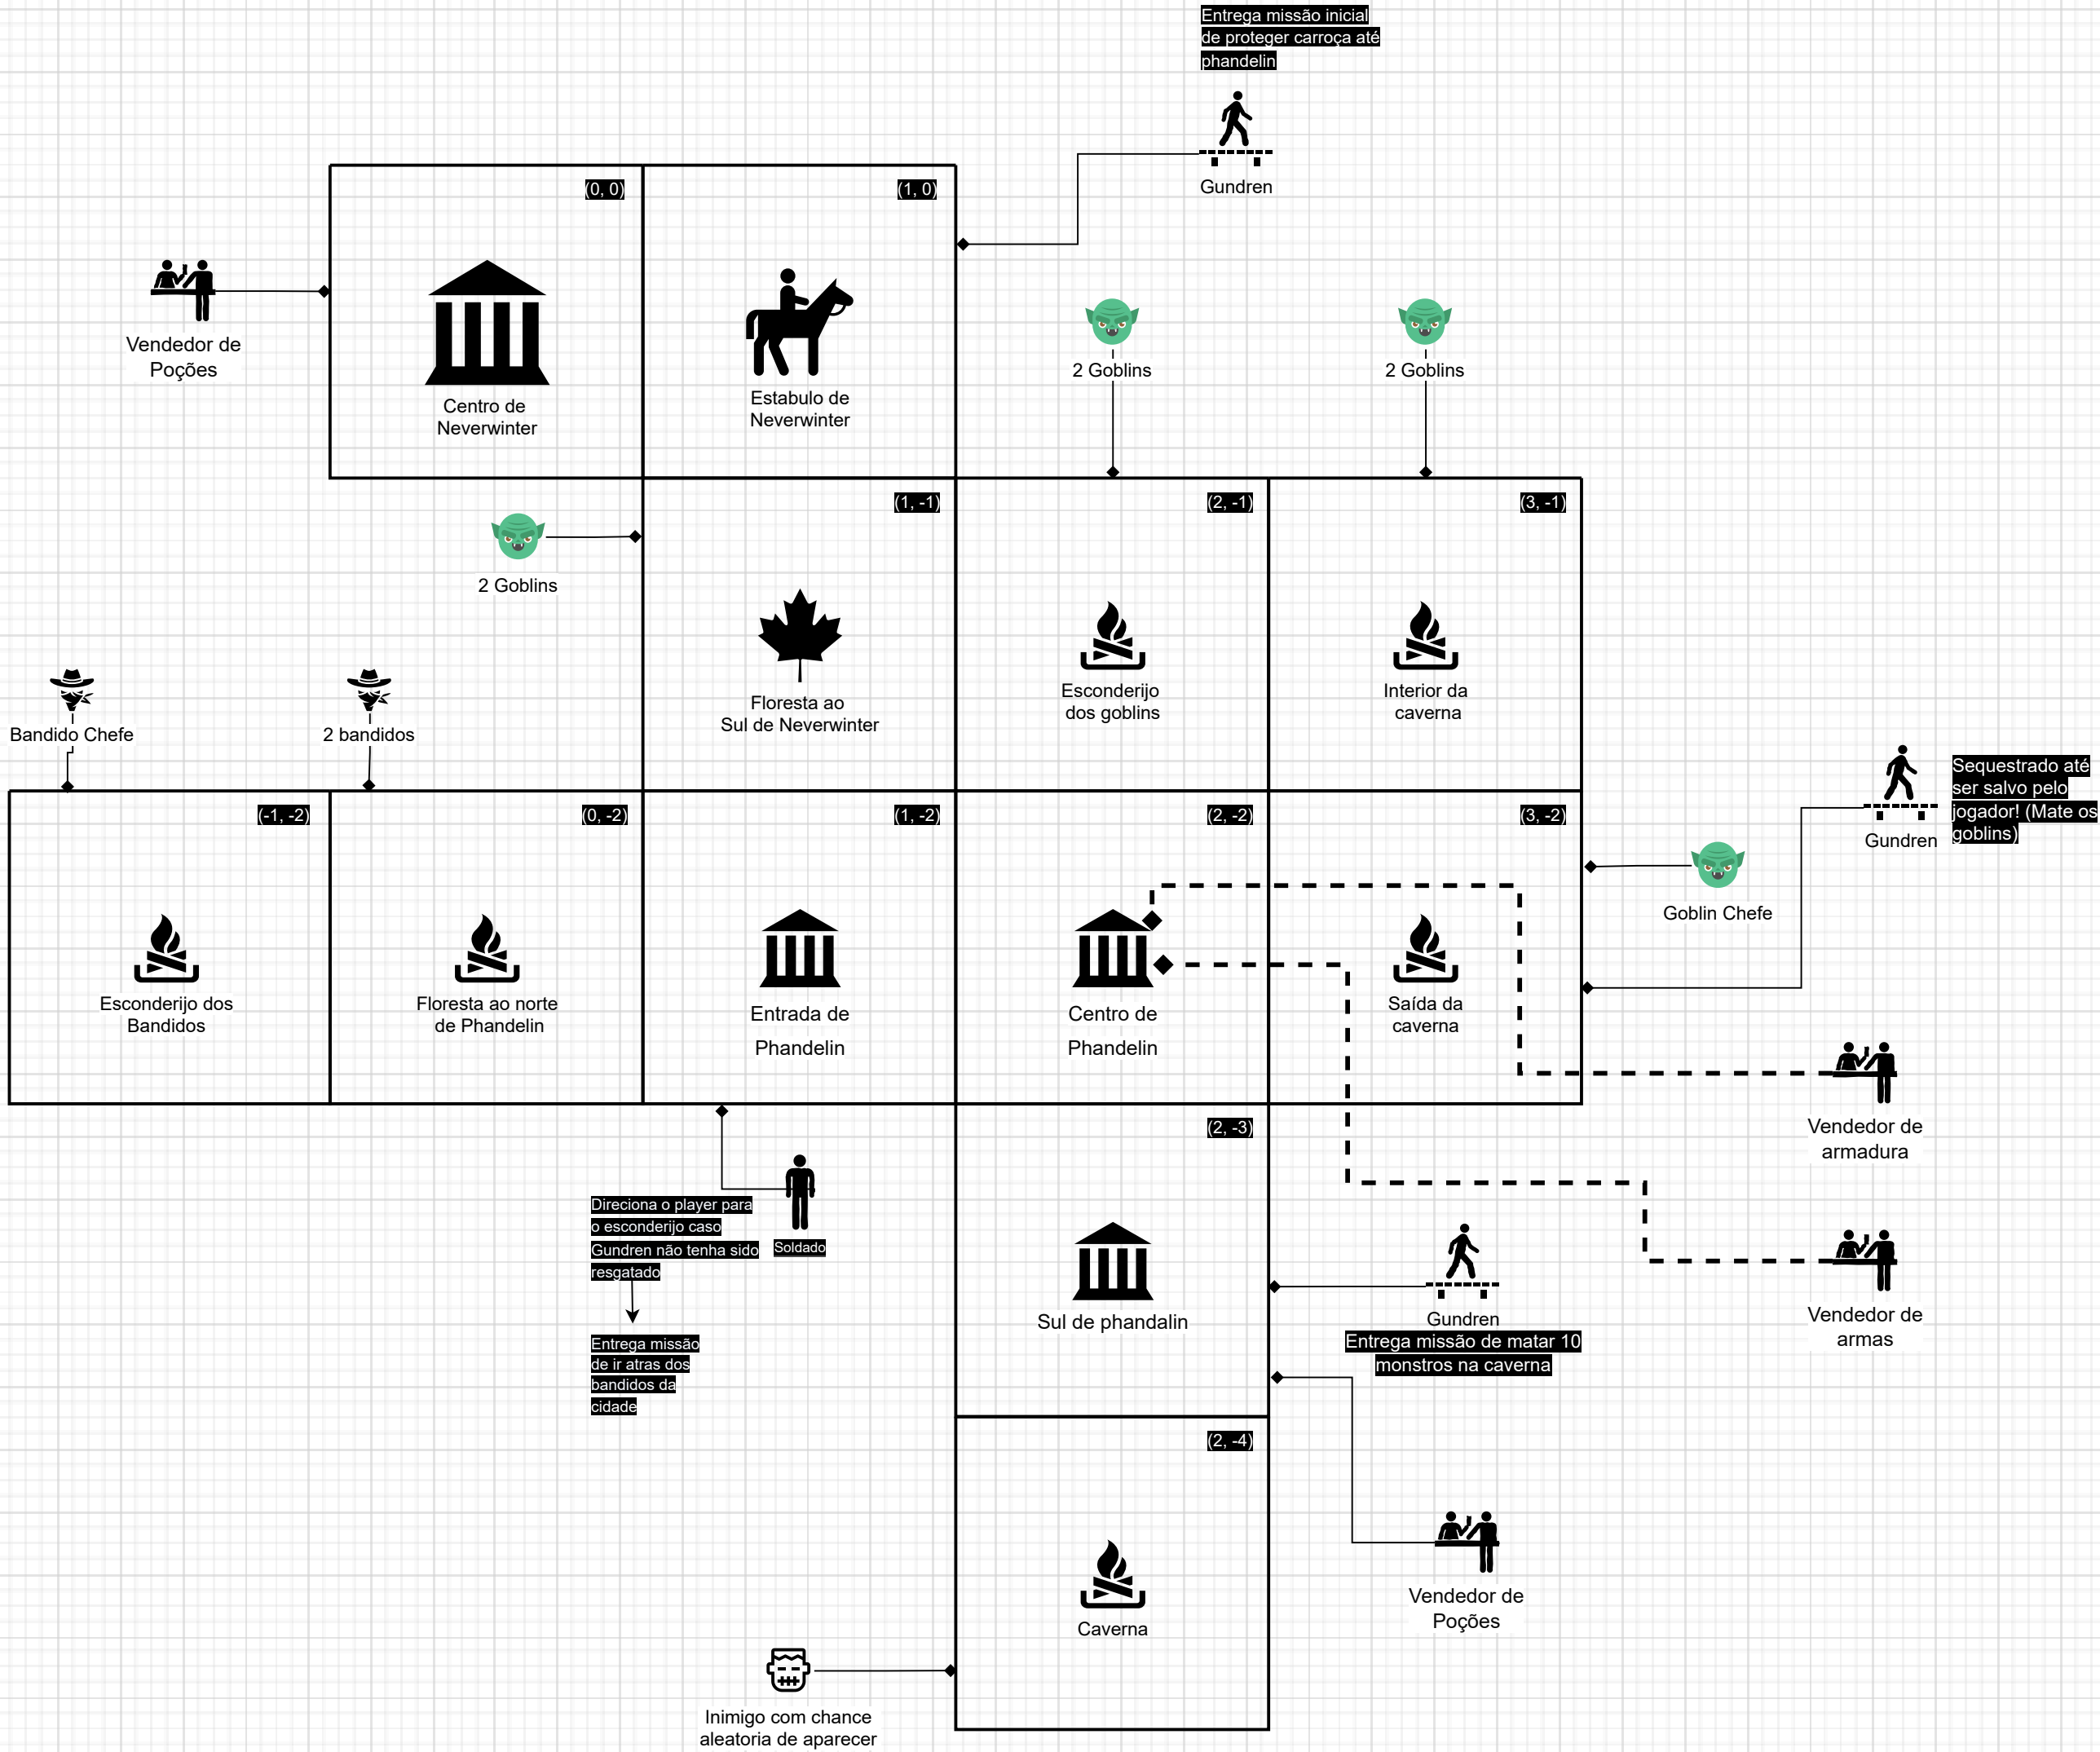 Entrega missão inicial
de proteger carroça até
phandelin
Gundren
(0, 0)
(1, 0)
Vendedor de
Poções
Centro de
Neverwinter
Estabulo de
Neverwinter
2 Goblins
2 Goblins
(1, -1)
(2, -1)
(3, -1)
2 Goblins
Floresta ao
Sul de Neverwinter
Esconderijo
dos goblins
Interior da
caverna
Bandido Chefe
2 bandidos
Gundren
Sequestrado até
ser salvo pelo
jogador! (Mate os
goblins)
(-1, -2)
(0, -2)
(1, -2)
(2, -2)
(3, -2)
Goblin Chefe
Esconderijo dos
Bandidos
Floresta ao norte
de Phandelin
Entrada de
Phandelin
Centro de
Phandelin
Saída da
caverna
Vendedor de
armadura
(2, -3)
Direciona o player para
o esconderijo caso
Gundren não tenha sido
resgatado
Soldado
Entrega missão
de ir atras dos
bandidos da
cidade
Sul de phandalin
Gundren
Entrega missão de matar 10
monstros na caverna
Vendedor de
armas
(2, -4)
Caverna
Vendedor de
Poções
Inimigo com chance
aleatoria de aparecer